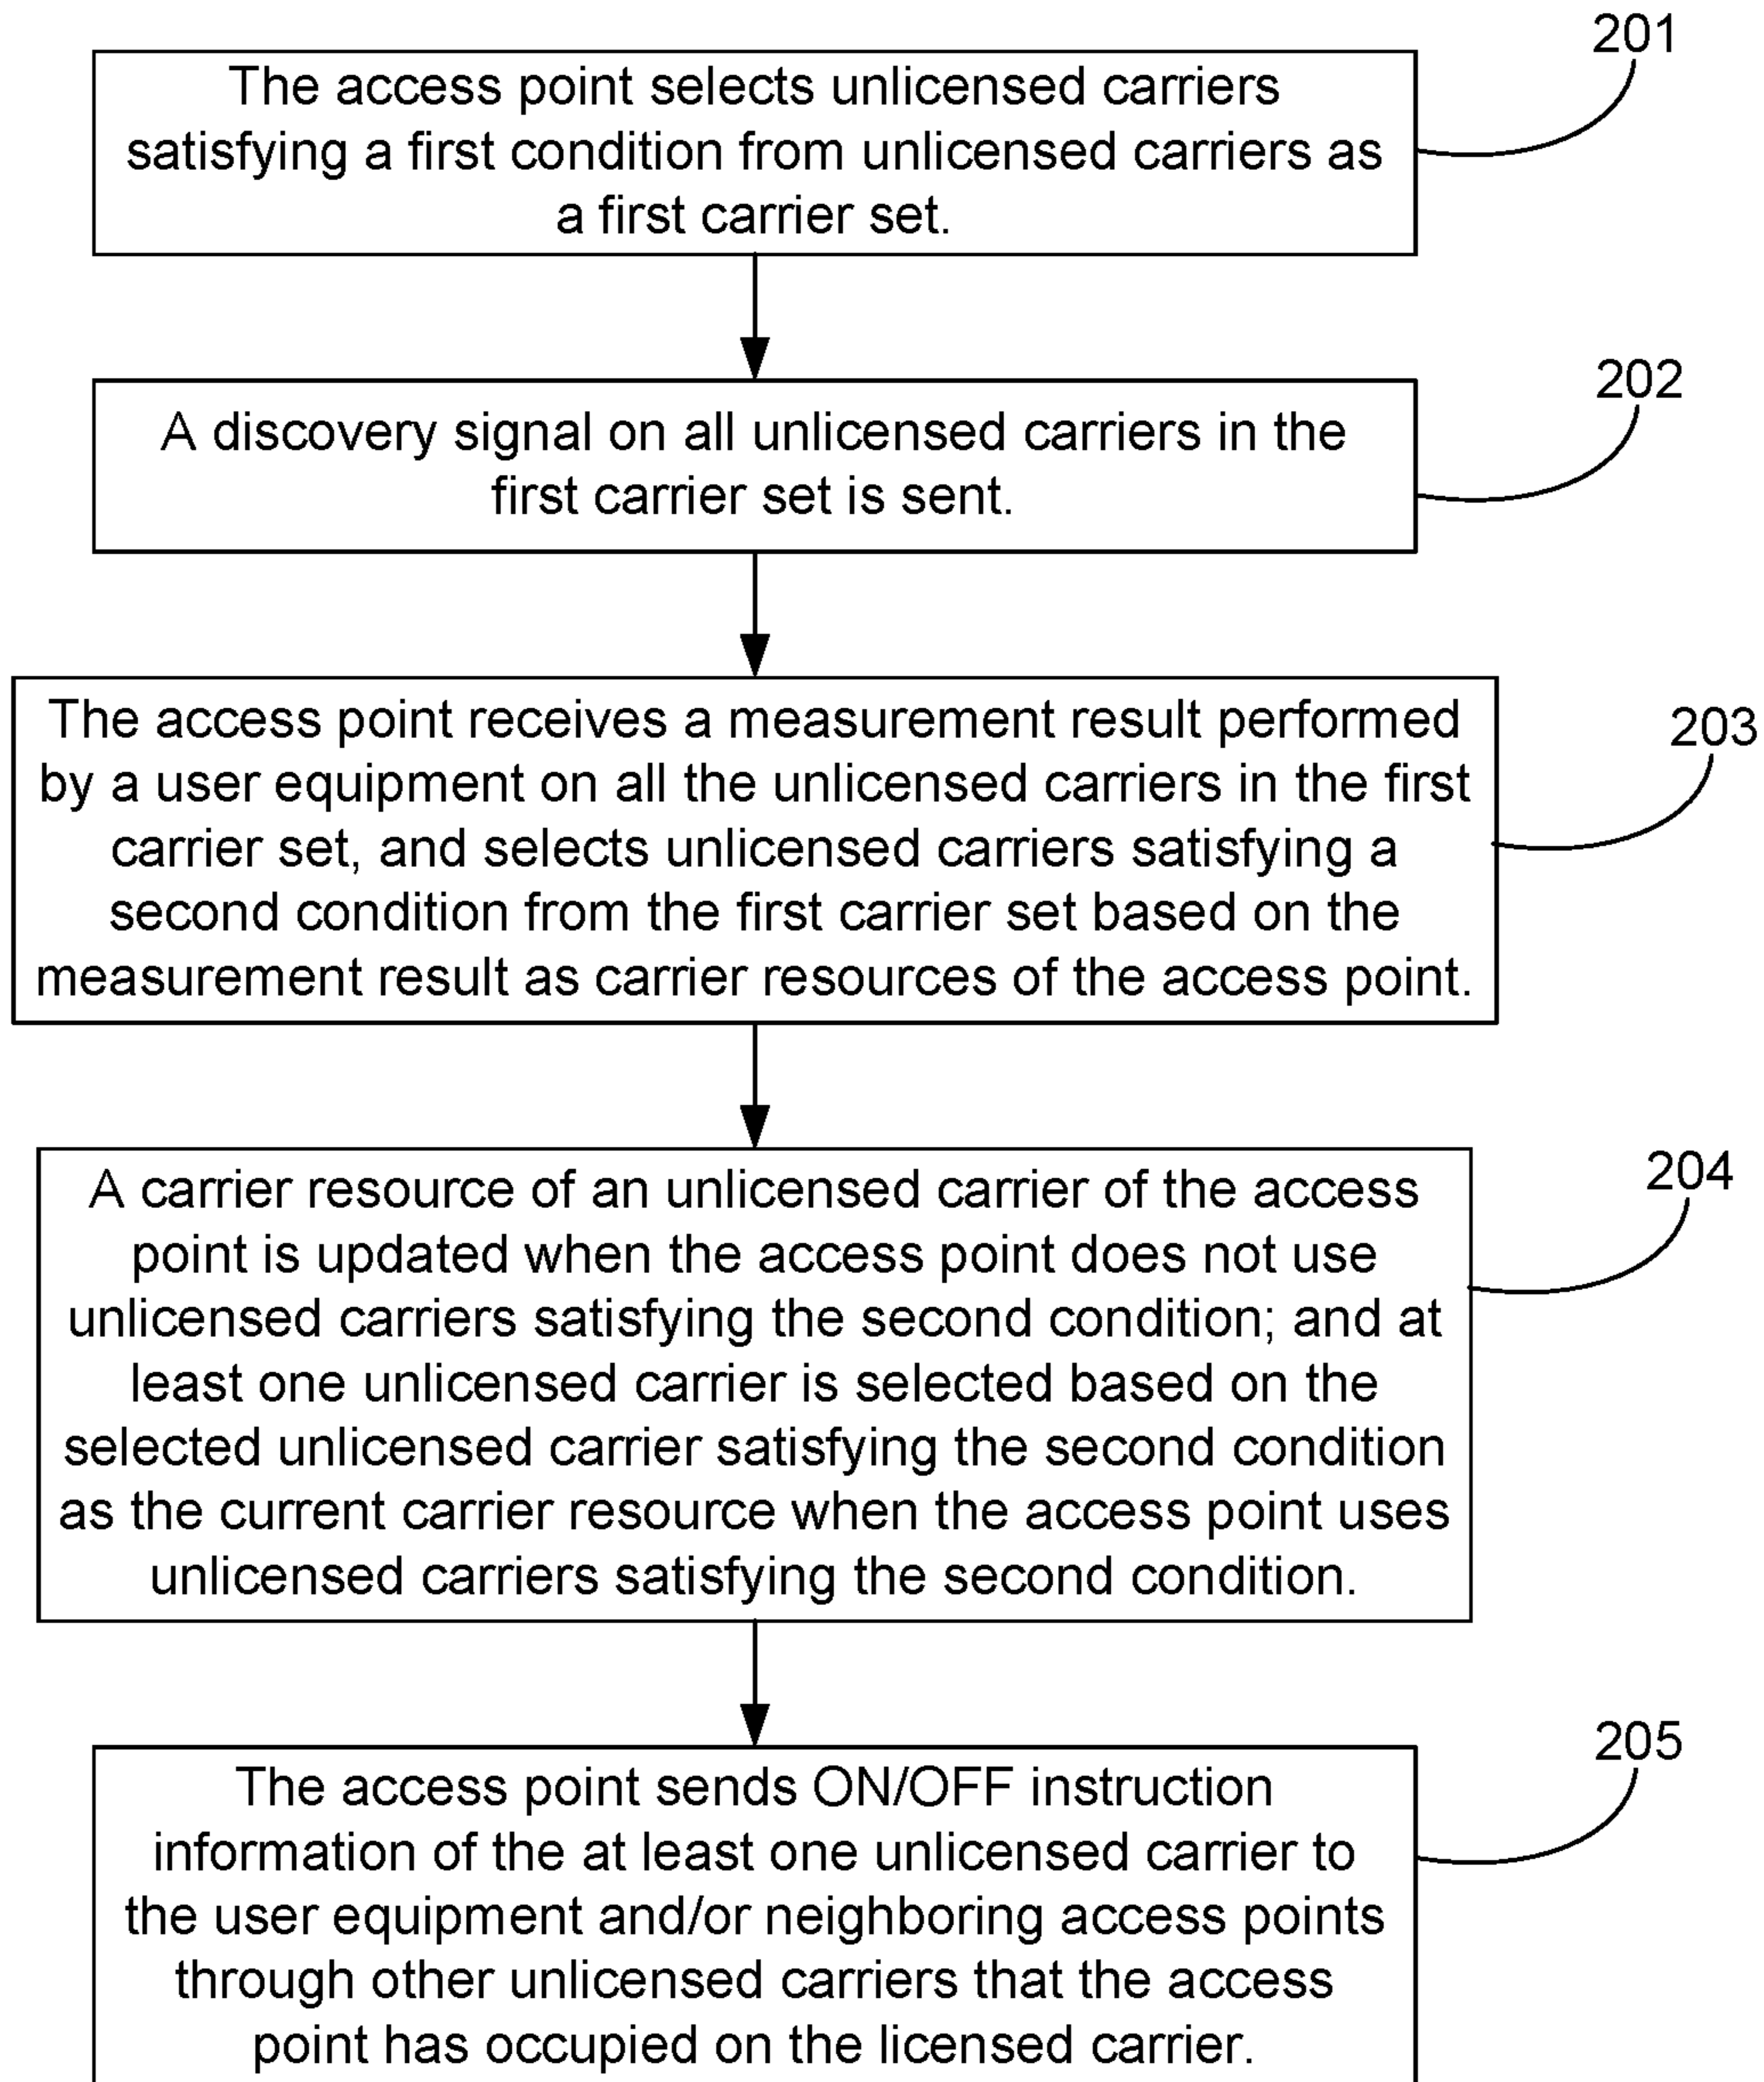 201
The access point selects unlicensed carriers
satisfying a first condition from unlicensed carriers as
a first carrier set.
202
A discovery signal on all unlicensed carriers in the
first carrier set is sent.
203
The access point receives a measurement result performed
by a user equipment on all the unlicensed carriers in the first
carrier set, and selects unlicensed carriers satisfying a
second condition from the first carrier set based on the
measurement result as carrier resources of the access point.
204
A carrier resource of an unlicensed carrier of the access
point is updated when the access point does not use
unlicensed carriers satisfying the second condition; and at
least one unlicensed carrier is selected based on the
selected unlicensed carrier satisfying the second condition
as the current carrier resource when the access point uses
unlicensed carriers satisfying the second condition.
205
The access point sends ON/OFF instruction
information of the at least one unlicensed carrier to
the user equipment and/or neighboring access points
through other unlicensed carriers that the access
point has occupied on the licensed carrier.